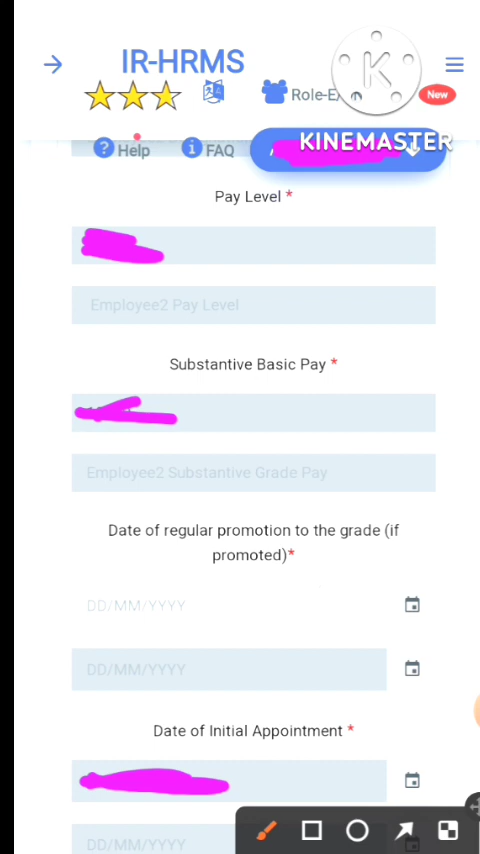 IR-HRMS
Role-E
New
Help
FAQ
KINEMASTER
Pay Level *
Employee2 Pay Level
Substantive Basic Pay *
Employee2 Substantive Grade Pay
Date of regular promotion to the grade (if
promoted)*
DD/MM/YYYY
DD/MM/YYYY
Date of Initial Appointment *
DD/MM/YYYY